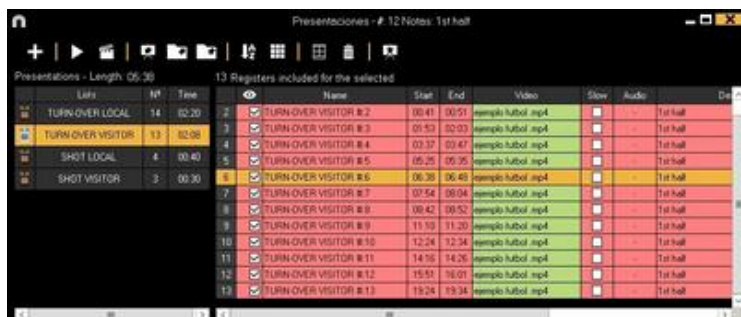 Presentaciones - #: 12 Notas: 1st half
Presentations - Length: 05:38
13 Registers included for the selected
Lists Nº Time
TURN-OVER LOCAL 14 02:20
TURN-OVER VISITOR 13 02:08
SHOT LOCAL 4 00:40
SHOT VISITOR 3 00:30
Name Start End Video Slow Audio De
2 TURN-OVER VISITOR #:2 00:41 00:51 ejemplo futbol .mp4 - 1st half
3 TURN-OVER VISITOR #:3 01:53 02:03 ejemplo futbol .mp4 - 1st half
4 TURN-OVER VISITOR #:4 03:37 03:47 ejemplo futbol .mp4 - 1st half
5 TURN-OVER VISITOR #:5 05:25 05:35 ejemplo futbol .mp4 - 1st half
6 TURN-OVER VISITOR #:6 06:38 06:48 ejemplo futbol .mp4 - 1st half
7 TURN-OVER VISITOR #:7 07:54 08:04 ejemplo futbol .mp4 - 1st half
8 TURN-OVER VISITOR #:8 08:42 08:52 ejemplo futbol .mp4 - 1st half
9 TURN-OVER VISITOR #:9 11:10 11:20 ejemplo futbol .mp4 - 1st half
10 TURN-OVER VISITOR #:10 12:24 12:34 ejemplo futbol .mp4 - 1st half
11 TURN-OVER VISITOR #:11 14:16 14:26 ejemplo futbol .mp4 - 1st half
12 TURN-OVER VISITOR #:12 15:51 16:01 ejemplo futbol .mp4 - 1st half
13 TURN-OVER VISITOR #:13 19:24 19:34 ejemplo futbol .mp4 - 1st half